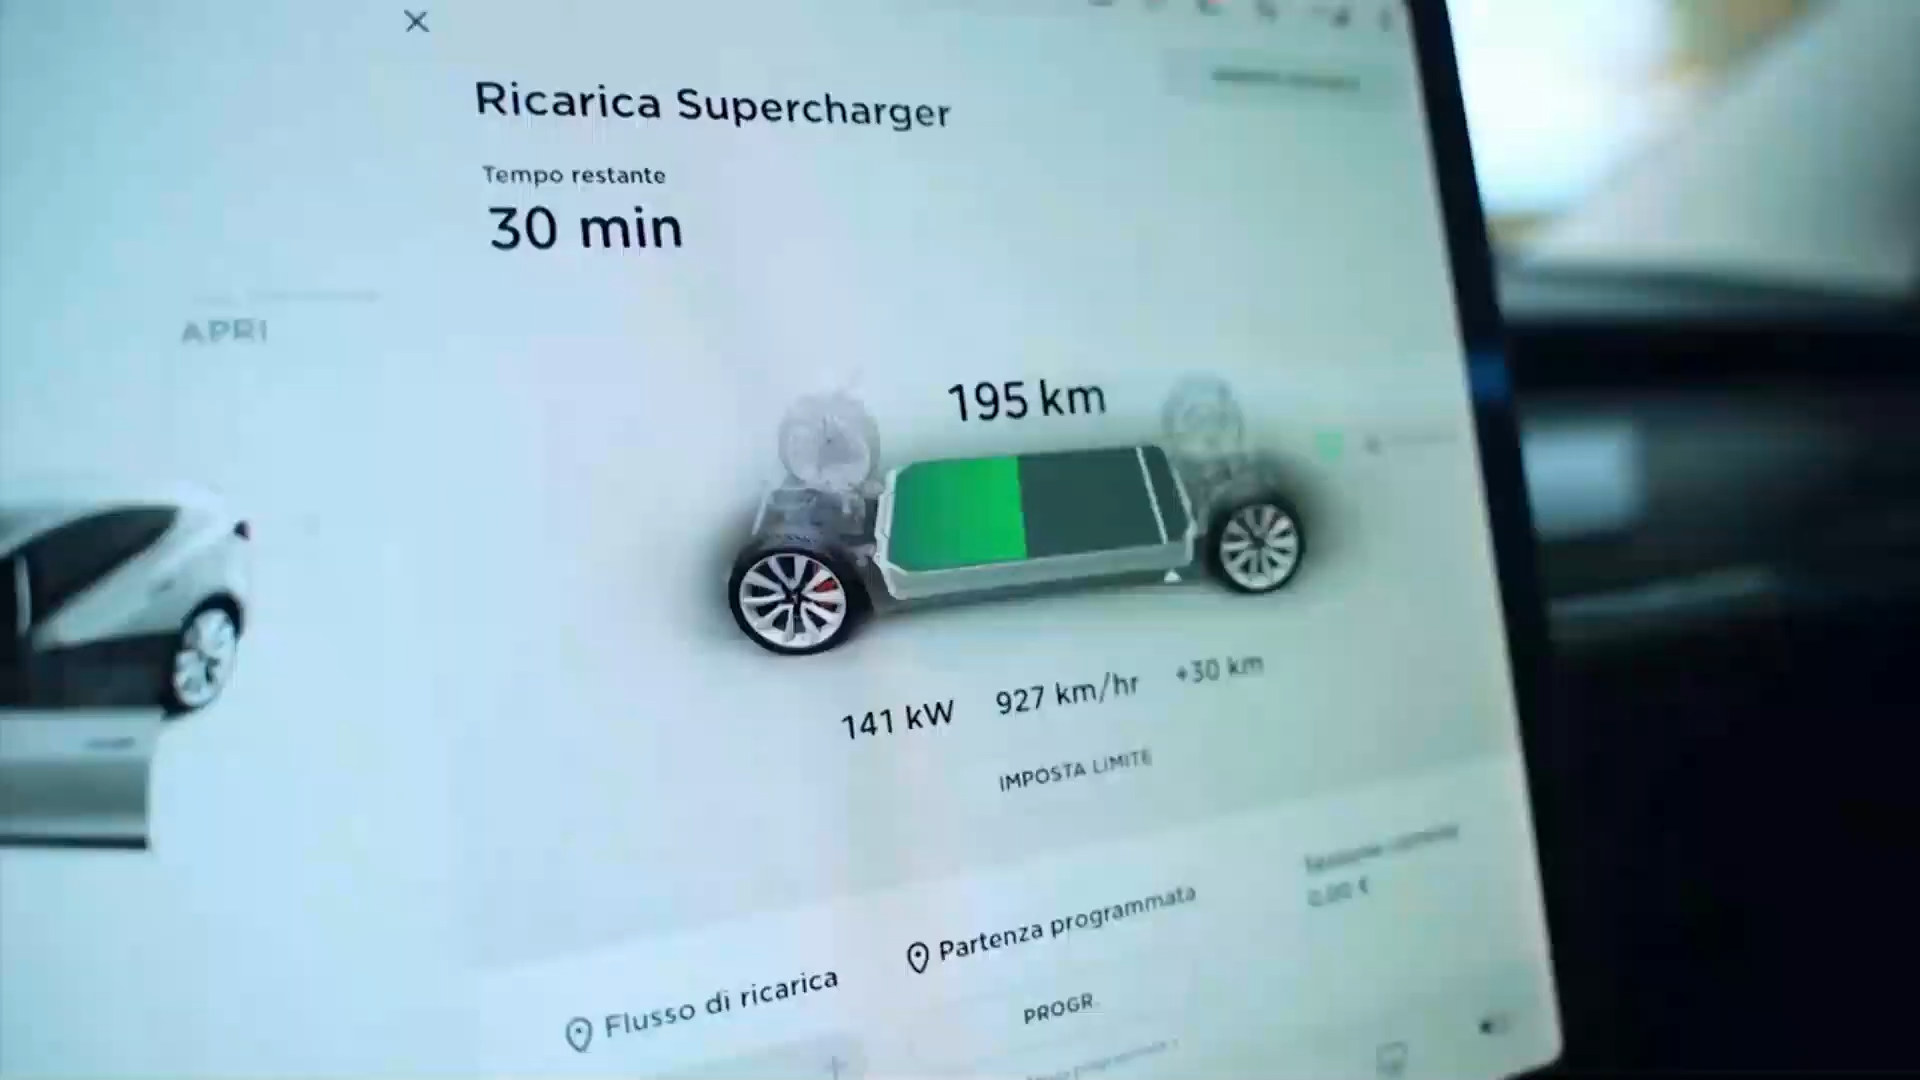 Ricarica Supercharger
Tempo restante
30 min
APRI
195 km
141 kW 927 km/hr +30 km
IMPOSTA LIMITE
Partenza programmata
Flusso di ricarica
PROGR.